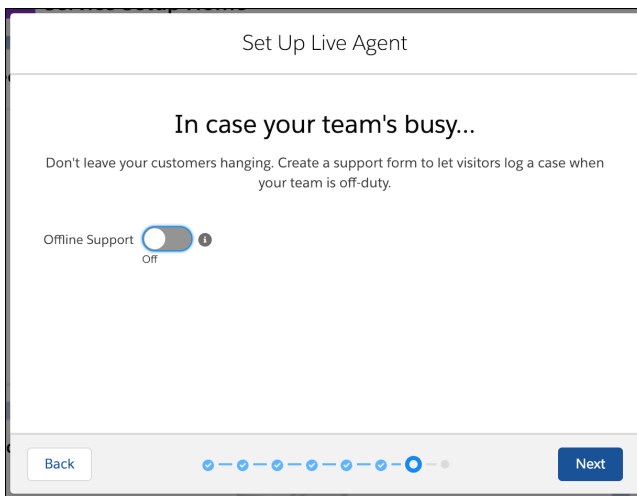 Set Up Live Agent
In case your team's busy...
Don't leave your customers hanging. Create a support form to let visitors log a case when
your team is off-duty.
Offline Support
Off
Back
Next